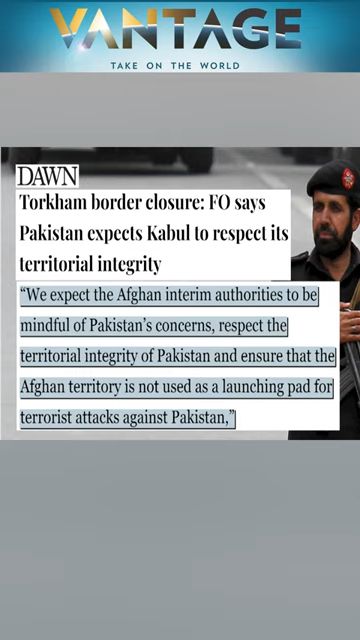 VANTAGE
TAKE ON THE WORLD
DAWN
Torkham border closure: FO says
Pakistan expects Kabul to respect its
territorial integrity
“We expect the Afghan interim authorities to be
mindful of Pakistan’s concerns, respect the
territorial integrity of Pakistan and ensure that the
Afghan territory is not used as a launching pad for
terrorist attacks against Pakistan,”